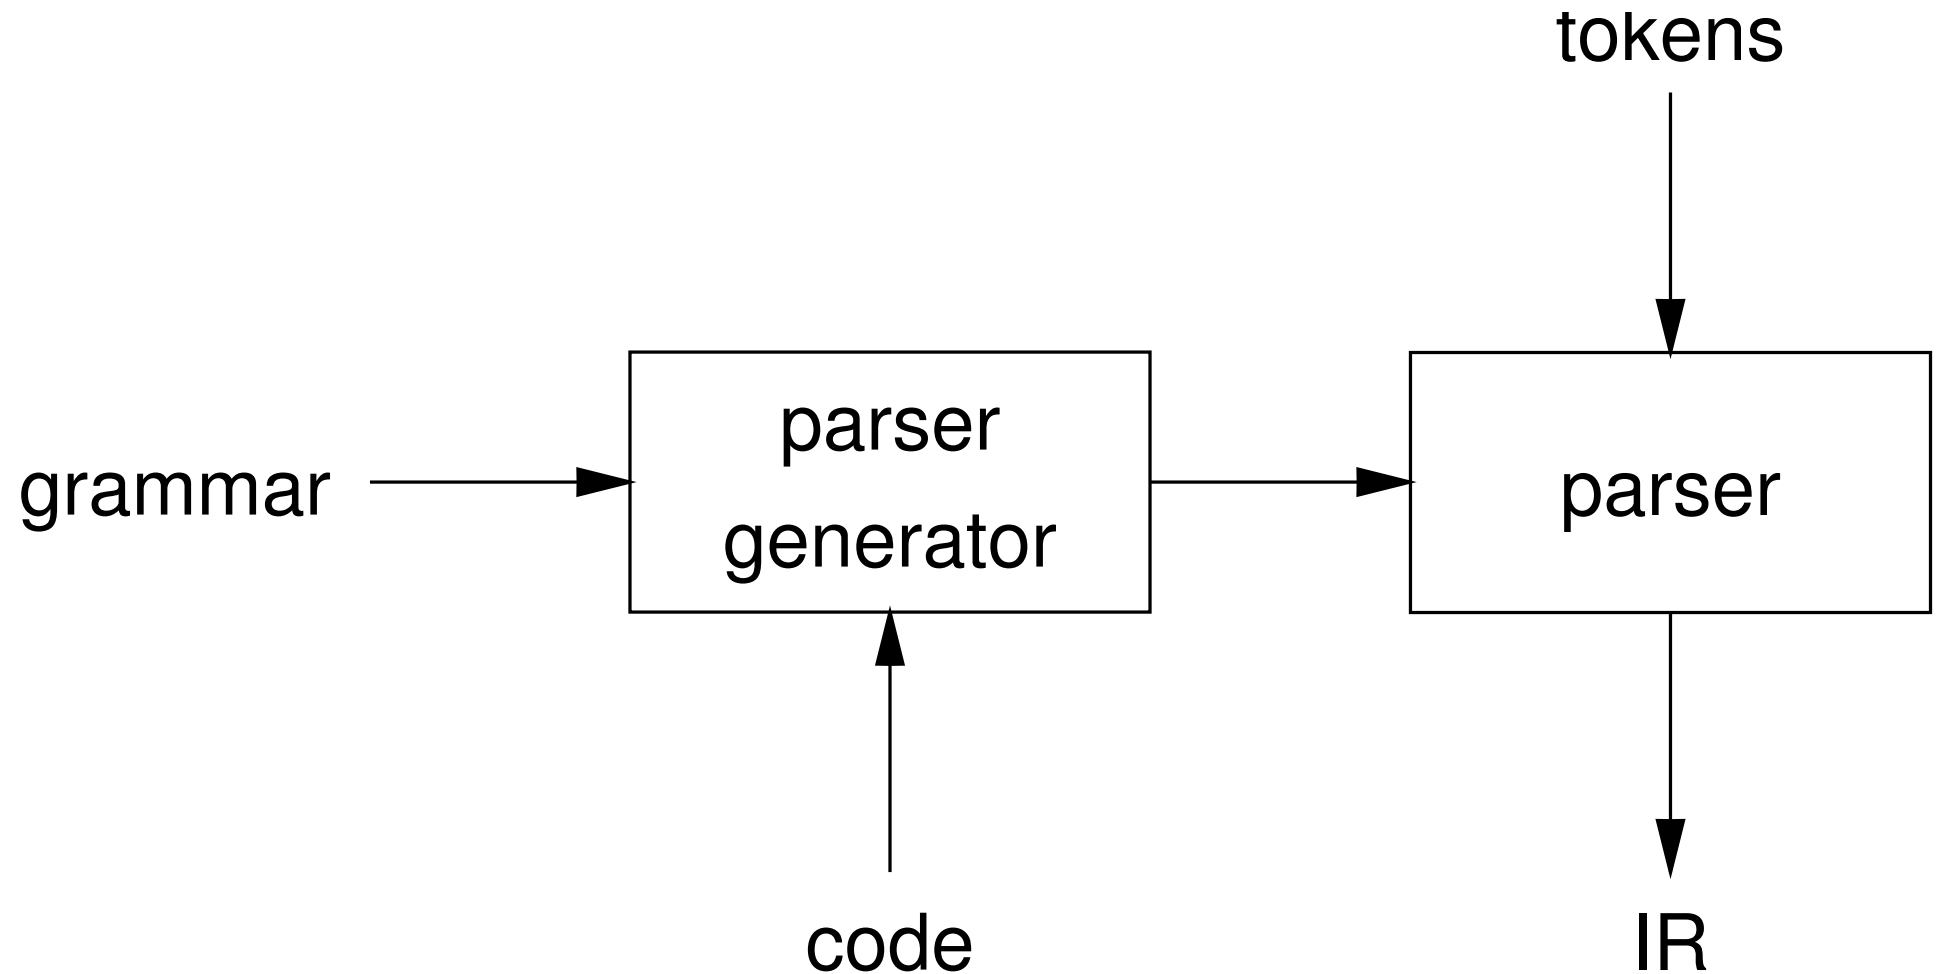 tokens
parser
generator
grammar
parser
code
IR